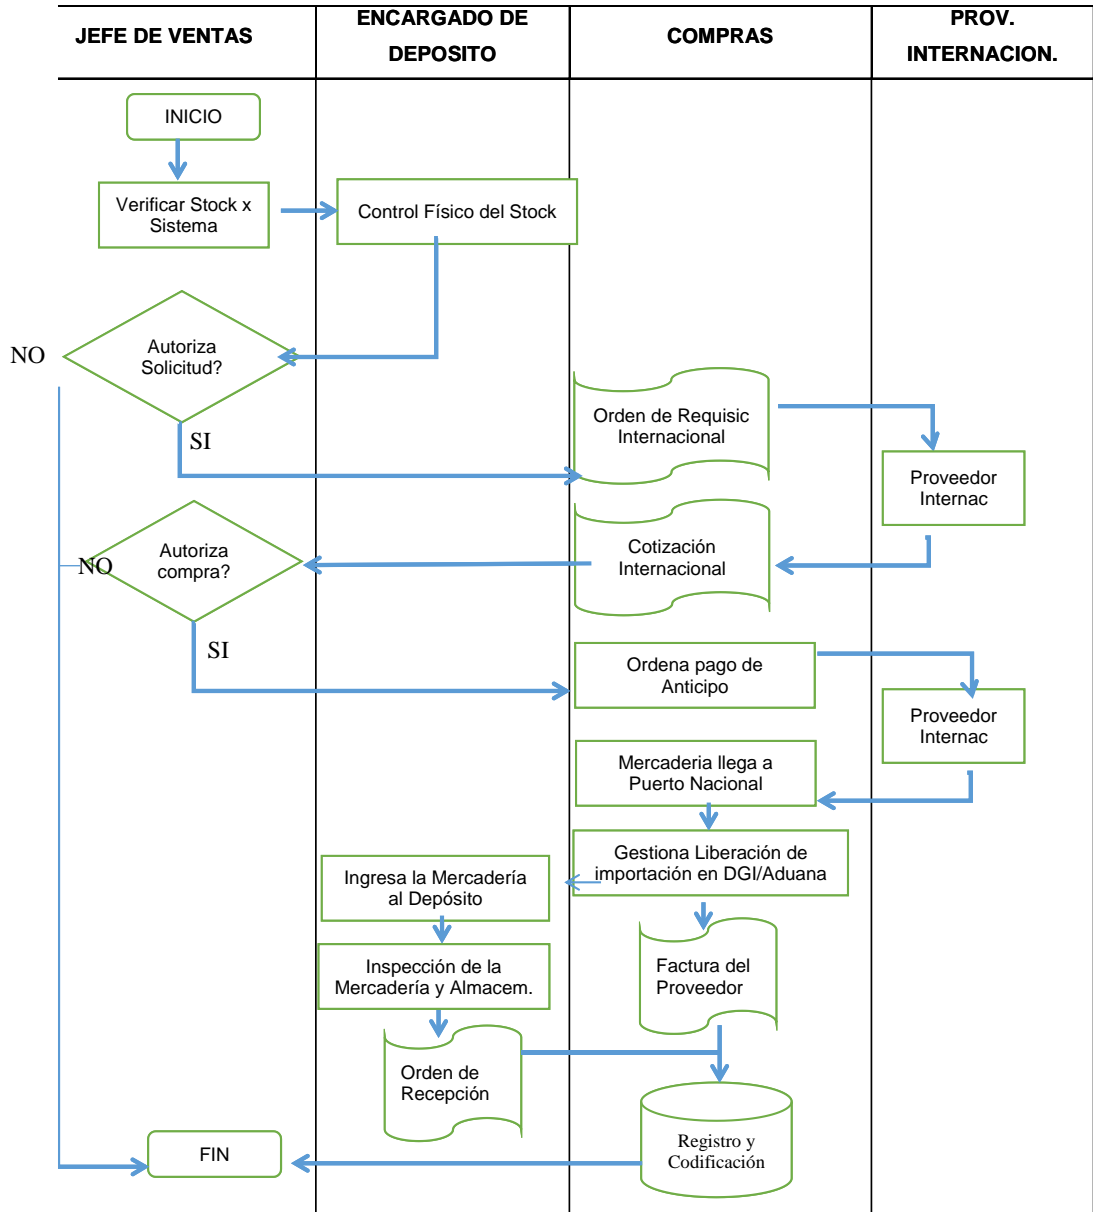 JEFE DE VENTAS
ENCARGADO DE
DEPOSITO
COMPRAS
PROV.
INTERNACION.
INICIO
Verificar Stock x
Sistema
Control Físico del Stock
NO
Autoriza
Solicitud?
SI
Orden de Requisic
Internacional
Proveedor
Internac
NO
Autoriza
compra?
Cotización
Internacional
SI
Ordena pago de
Anticipo
Proveedor
Internac
Mercaderia llega a
Puerto Nacional
Gestiona Liberación de
importación en DGI/Aduana
Ingresa la Mercadería
al Depósito
Inspección de la
Mercadería y Almacem.
Factura del
Proveedor
Orden de
Recepción
Registro y
Codificación
FIN